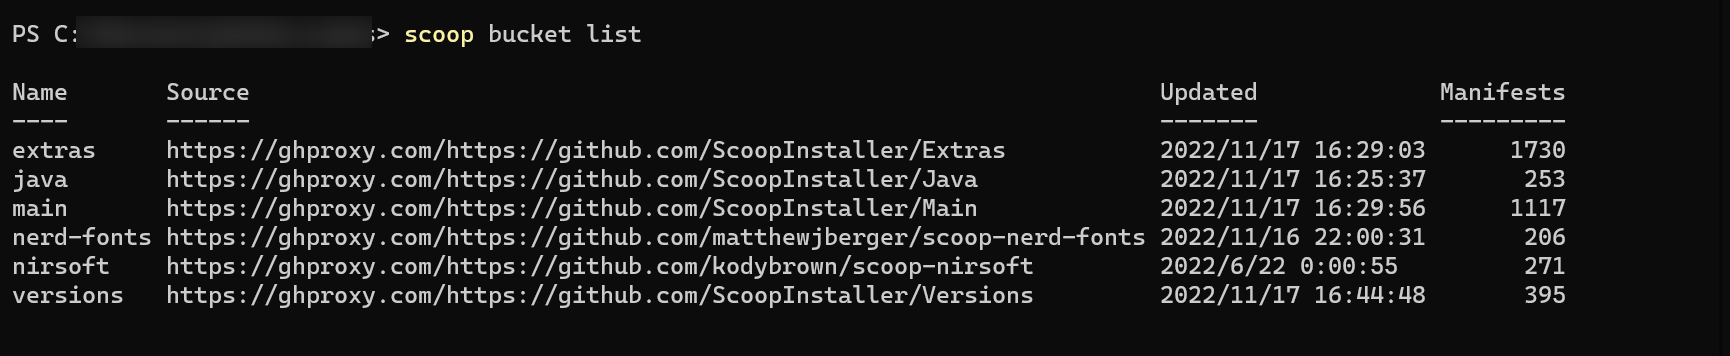 PS C: s> scoop bucket list
Name Source Updated Manifests
---- ------ ------- ---------
extras https://ghproxy.com/https://github.com/ScoopInstaller/Extras 2022/11/17 16:29:03 1730
java https://ghproxy.com/https://github.com/ScoopInstaller/Java 2022/11/17 16:25:37 253
main https://ghproxy.com/https://github.com/ScoopInstaller/Main 2022/11/17 16:29:56 1117
nerd-fonts https://ghproxy.com/https://github.com/matthewjberger/scoop-nerd-fonts 2022/11/16 22:00:31 206
nirsoft https://ghproxy.com/https://github.com/kodybrown/scoop-nirsoft 2022/6/22 0:00:55 271
versions https://ghproxy.com/https://github.com/ScoopInstaller/Versions 2022/11/17 16:44:48 395